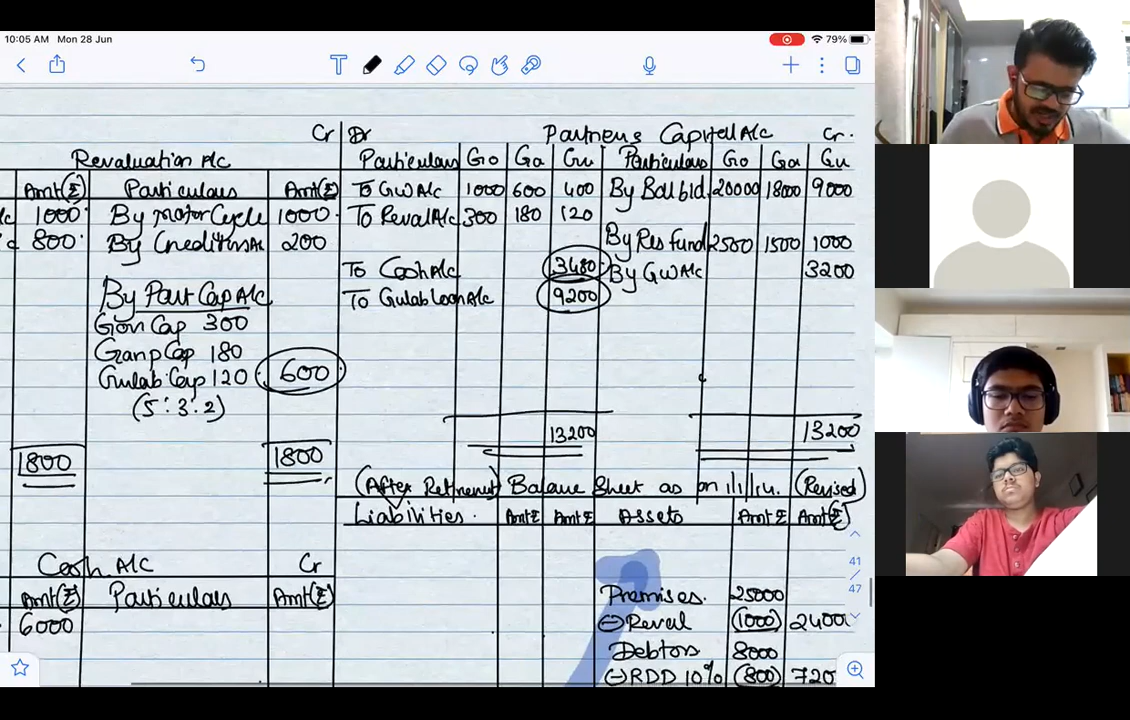 10:05 AM Mon 28 Jun
79%
T
Cr Dr Partners Capital A/c Cr.
Revaluation A/c Particulars Go Ga Gu Particulars Go Ga Gu
Amt(₹) Particulars Amt(₹) To GW A/c 1000 600 400 By Bal b/d 20000 18000 9000
1000 By Motor Cycle 1000 To Reval A/c 300 180 120
800 By Creditors A/c 200 By Res Fund 2500 1500 1000
To Cash A/c 3480 By GW A/c 3200
By Part Cap A/c To Gulab Loan A/c 9200
Gon Cap 300
Ganp Cap 180
Gulab Cap 120 600
(5:3:2)
13200 13200
1800 1800
(After Retirement) Balance Sheet as on 1/1/14. (Revised)
Liabilities. Amt ₹ Amt ₹ Assets Amt ₹ Amt(₹)
41
/
47
Cash A/c Cr
Amt(₹) Particulars Amt(₹) Premises. 25000
6000 (-) Reval (1000) 2400
Debtors 8000
(-) RDD 10% (800) 720